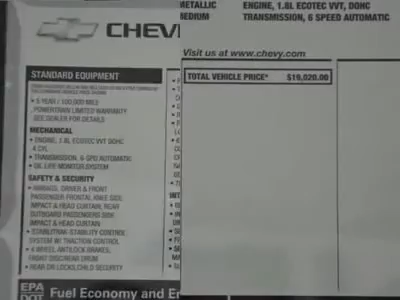 CHEV
METALLIC
MEDIUM
ENGINE, 1.8L ECOTEC VVT, DOHC
TRANSMISSION, 6 SPEED AUTOMATIC
Visit us at www.chevy.com
TOTAL VEHICLE PRICE* $19,020.00
STANDARD EQUIPMENT
• 5 YEAR / 100,000 MILE
POWERTRAIN LIMITED WARRANTY
SEE DEALER FOR DETAILS
MECHANICAL
• ENGINE, 1.8L ECOTEC VVT DOHC
4 CYL
• TRANSMISSION, 6-SPD AUTOMATIC
• OIL LIFE MONITOR SYSTEM
SAFETY & SECURITY
• AIRBAGS, DRIVER & FRONT
PASSENGER FRONTAL, KNEE SIDE
IMPACT & HEAD CURTAIN; REAR
OUTBOARD PASSENGERS SIDE
IMPACT & HEAD CURTAIN
• STABILITRAK-STABILITY CONTROL
SYSTEM W/ TRACTION CONTROL
• 4 WHEEL ANTILOCK BRAKES,
FRONT DISC/REAR DRUM
• REAR DR LOCKS, CHILD SECURITY
EPA
DOT
Fuel Economy and En